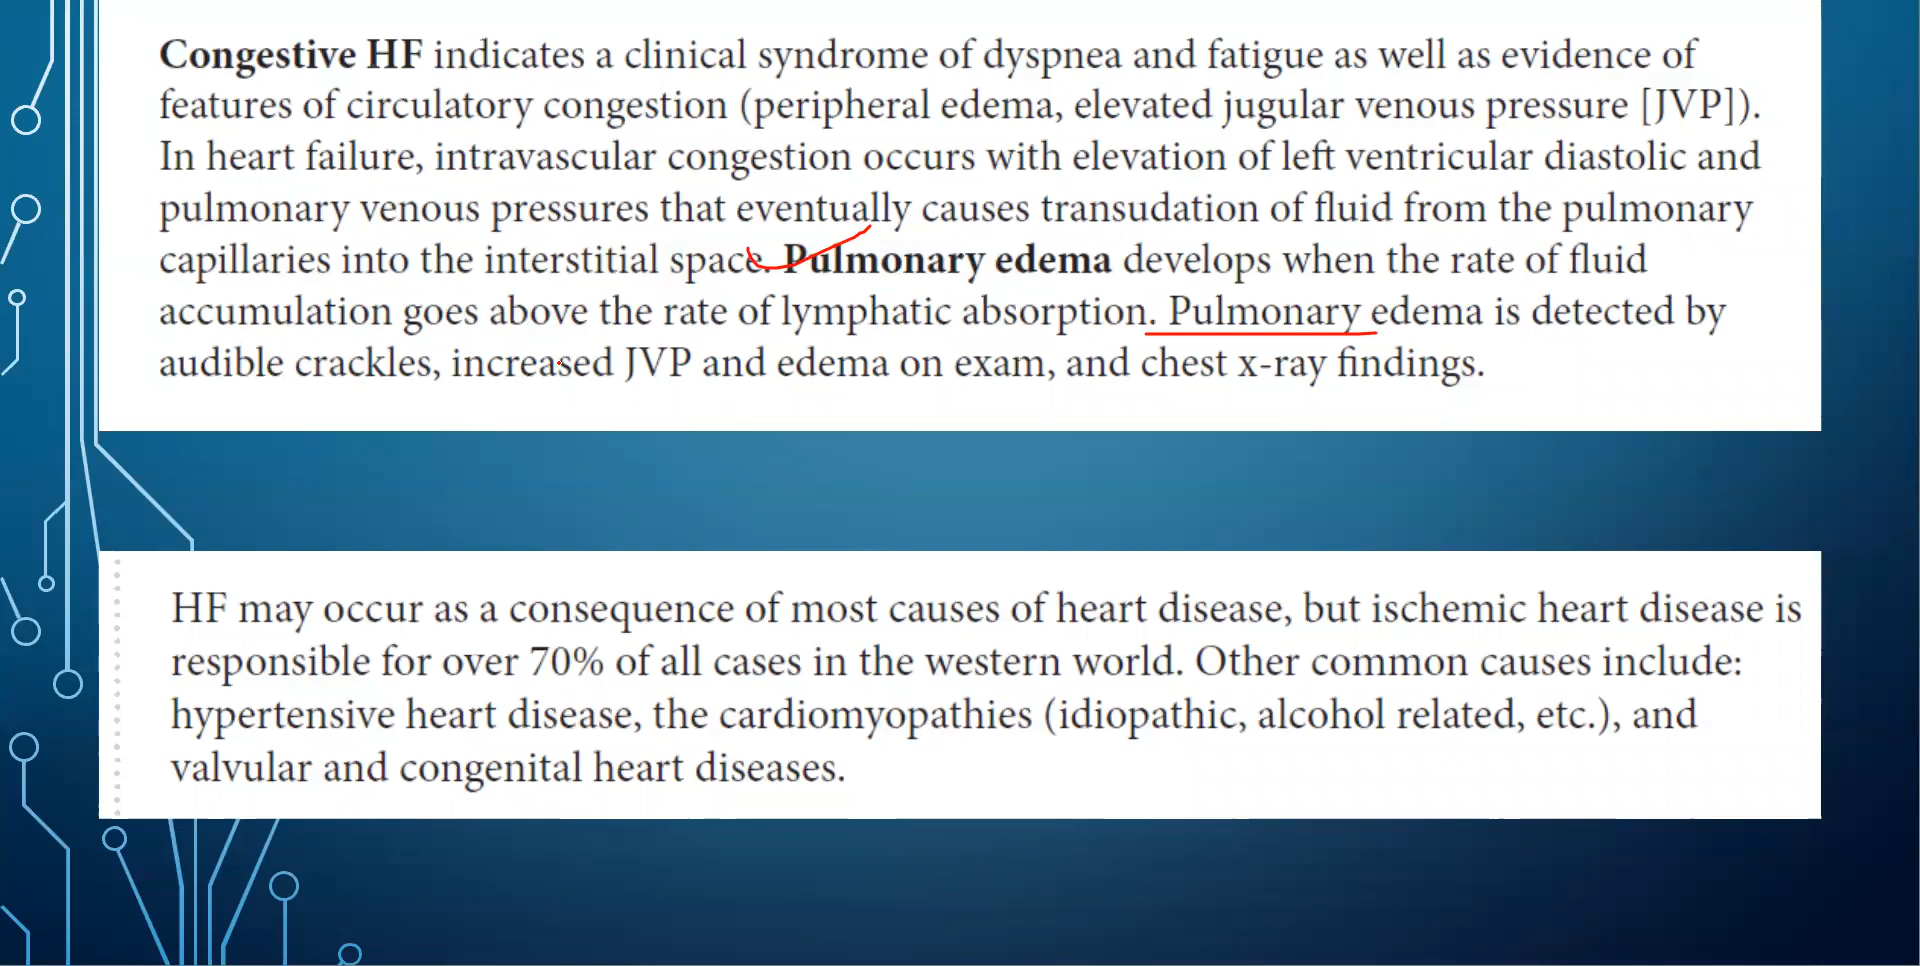 Congestive HF indicates a clinical syndrome of dyspnea and fatigue as well as evidence of
features of circulatory congestion (peripheral edema, elevated jugular venous pressure [JVP]).
In heart failure, intravascular congestion occurs with elevation of left ventricular diastolic and
pulmonary venous pressures that eventually causes transudation of fluid from the pulmonary
capillaries into the interstitial space. Pulmonary edema develops when the rate of fluid
accumulation goes above the rate of lymphatic absorption. Pulmonary edema is detected by
audible crackles, increased JVP and edema on exam, and chest x-ray findings.
HF may occur as a consequence of most causes of heart disease, but ischemic heart disease is
responsible for over 70% of all cases in the western world. Other common causes include:
hypertensive heart disease, the cardiomyopathies (idiopathic, alcohol related, etc.), and
valvular and congenital heart diseases.